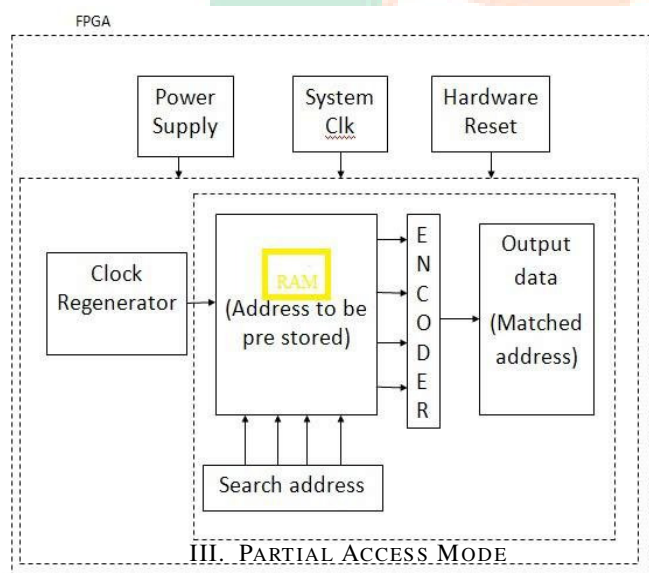 FPGA
Power
Supply
System
Clk
Hardware
Reset
Clock
Regenerator
RAM
(Address to be
pre stored)
E
N
C
O
D
E
R
Output
data
(Matched
address)
Search address
III. PARTIAL ACCESS MODE